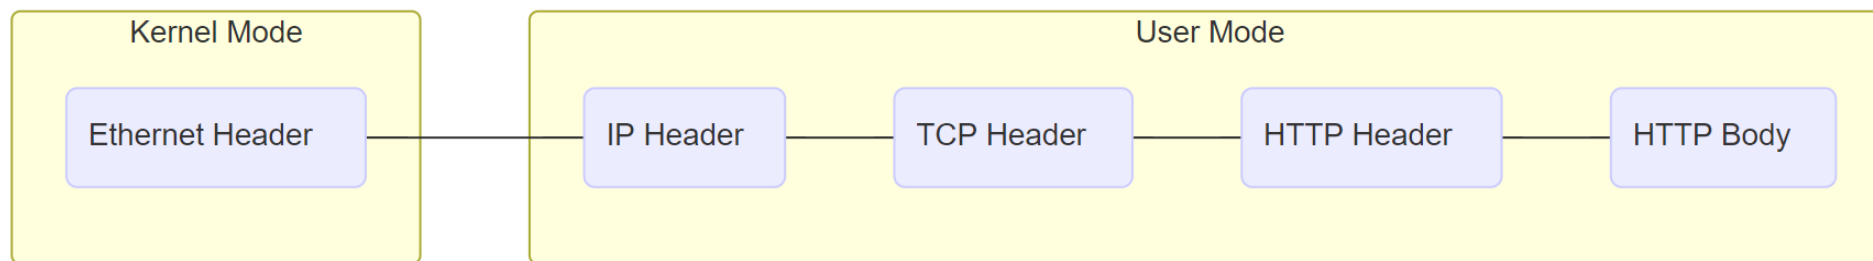 Kernel Mode
Ethernet Header
User Mode
IP Header
TCP Header
HTTP Header
HTTP Body